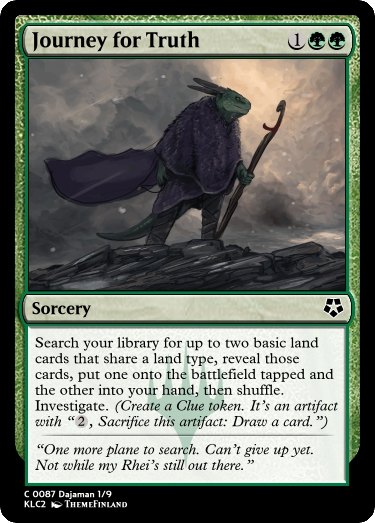 Journey for Truth 1
Sorcery
Search your library for up to two basic land
cards that share a land type, reveal those
cards, put one onto the battlefield tapped and
the other into your hand, then shuffle.
Investigate. (Create a Clue token. It's an artifact
with “2, Sacrifice this artifact: Draw a card.”)
“One more plane to search. Can't give up yet.
Not while my Rhei's still out there.”
C 0087 Dajaman 1/9
KLC2 ThemeFinland